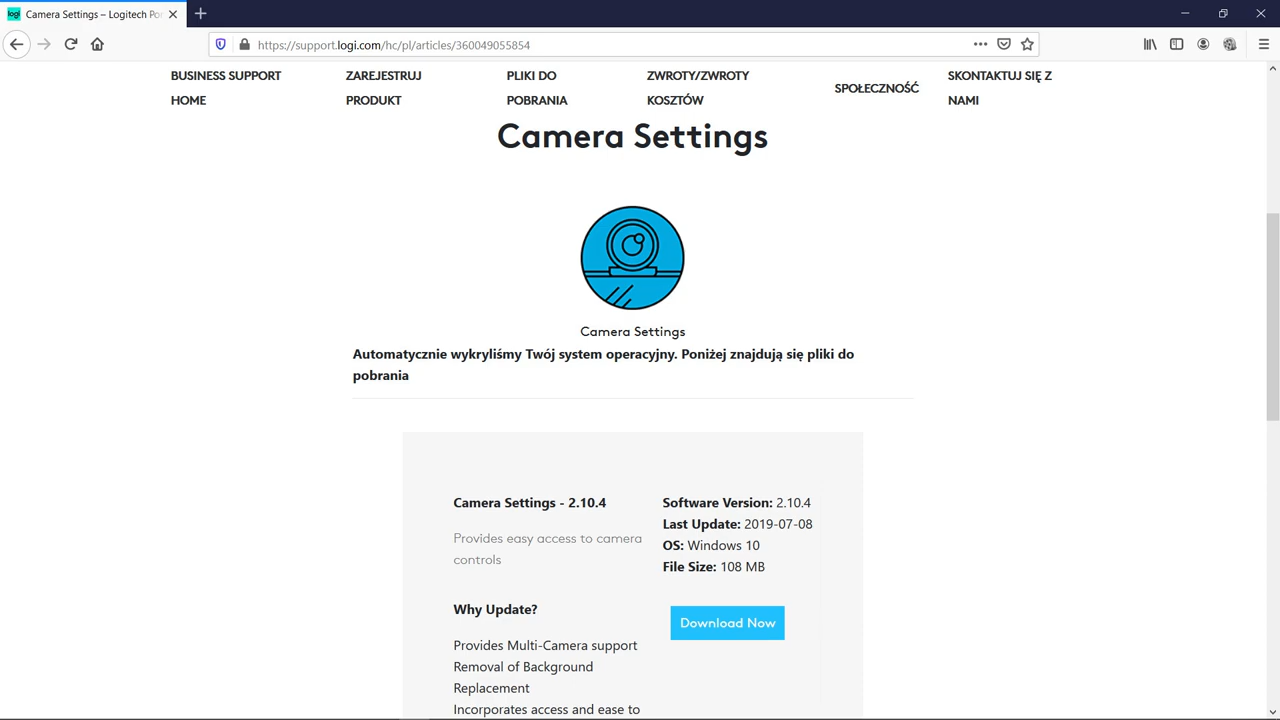 logi Camera Settings – Logitech Po
https://support.logi.com/hc/pl/articles/360049055854
BUSINESS SUPPORT
HOME
ZAREJESTRUJ
PRODUKT
PLIKI DO
POBRANIA
ZWROTY/ZWROTY
KOSZTÓW
SPOŁECZNOŚĆ
SKONTAKTUJ SIĘ Z
NAMI
Camera Settings
Camera Settings
Automatycznie wykryliśmy Twój system operacyjny. Poniżej znajdują się pliki do
pobrania
Camera Settings - 2.10.4
Provides easy access to camera
controls
Why Update?
Provides Multi-Camera support
Removal of Background
Replacement
Incorporates access and ease to
Software Version: 2.10.4
Last Update: 2019-07-08
OS: Windows 10
File Size: 108 MB
Download Now